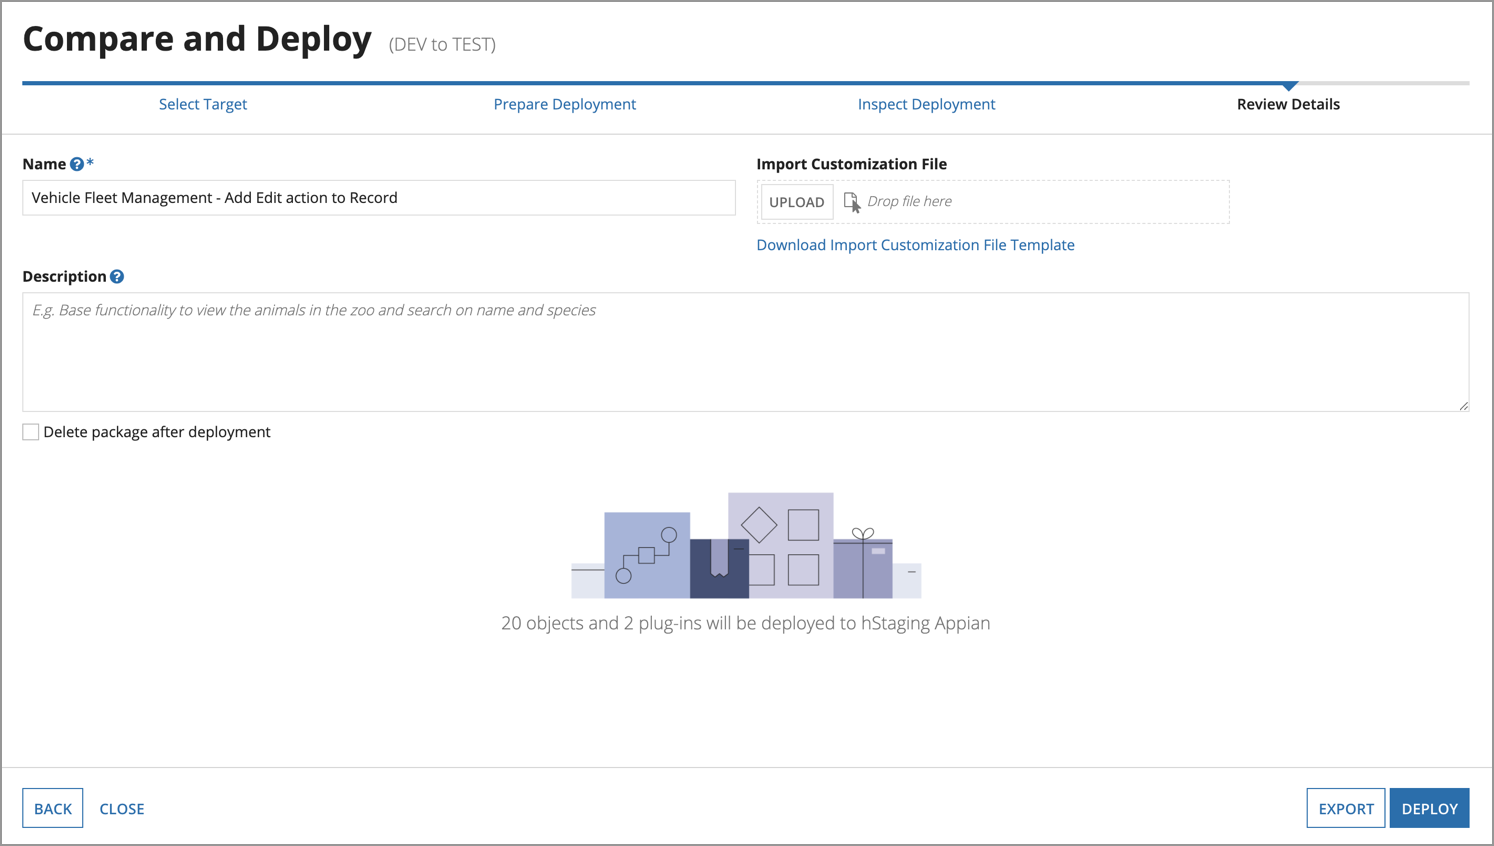 Compare and Deploy (DEV to TEST)
Select Target
Prepare Deployment
Inspect Deployment
Review Details
Name ? *
Vehicle Fleet Management - Add Edit action to Record
Import Customization File
UPLOAD Drop file here
Download Import Customization File Template
Description ?
E.g. Base functionality to view the animals in the zoo and search on name and species
Delete package after deployment
20 objects and 2 plug-ins will be deployed to hStaging Appian
BACK
CLOSE
EXPORT
DEPLOY